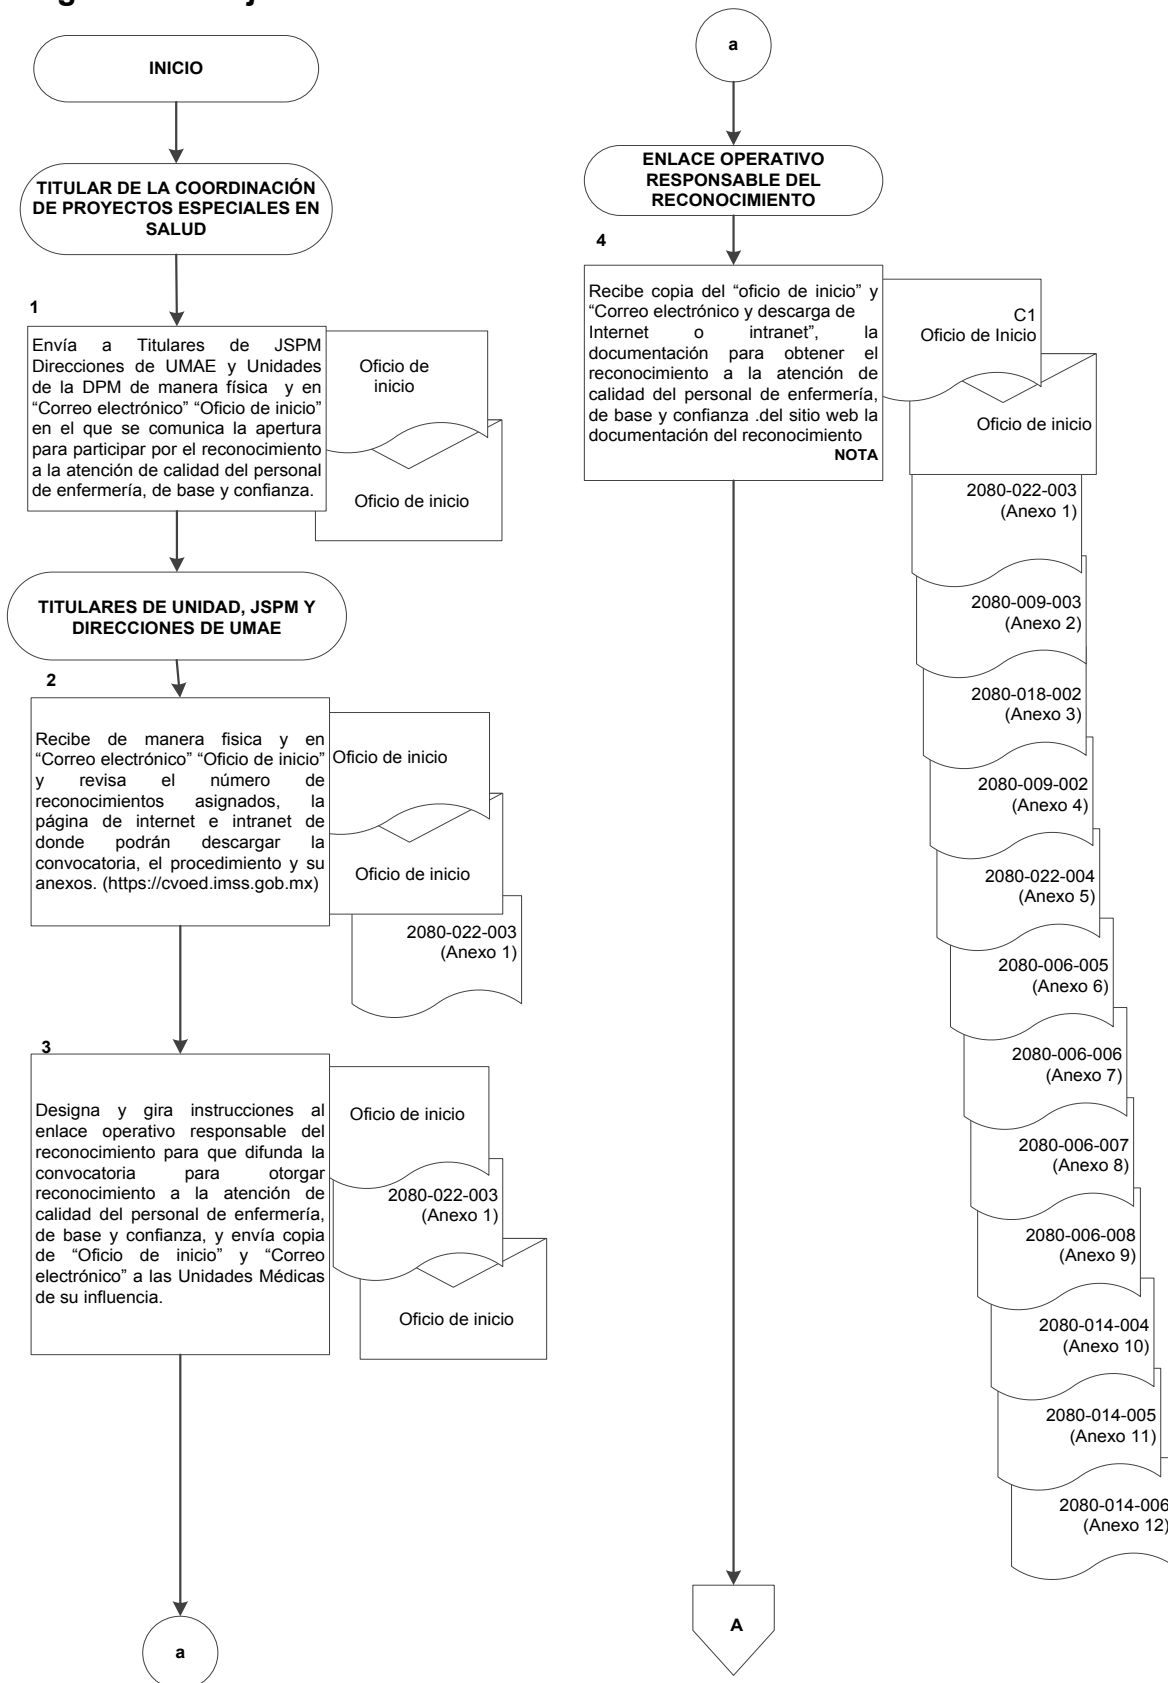 INICIO
TITULAR DE LA COORDINACIÓN
DE PROYECTOS ESPECIALES EN
SALUD
1
Envía a Titulares de JSPM
Direcciones de UMAE y Unidades
de la DPM de manera física y en
“Correo electrónico” “Oficio de inicio”
en el que se comunica la apertura
para participar por el reconocimiento
a la atención de calidad del personal
de enfermería, de base y confianza.
Oficio de
inicio
Oficio de inicio
TITULARES DE UNIDAD, JSPM Y
DIRECCIONES DE UMAE
2
Recibe de manera fisica y en
“Correo electrónico” “Oficio de inicio”
y revisa el número de
reconocimientos asignados, la
página de internet e intranet de
donde podrán descargar la
convocatoria, el procedimiento y su
anexos. (https://cvoed.imss.gob.mx)
Oficio de inicio
Oficio de inicio
2080-022-003
(Anexo 1)
3
Designa y gira instrucciones al
enlace operativo responsable del
reconocimiento para que difunda la
convocatoria para otorgar
reconocimiento a la atención de
calidad del personal de enfermería,
de base y confianza, y envía copia
de “Oficio de inicio” y “Correo
electrónico” a las Unidades Médicas
de su influencia.
Oficio de inicio
2080-022-003
(Anexo 1)
Oficio de inicio
a
a
ENLACE OPERATIVO
RESPONSABLE DEL
RECONOCIMIENTO
4
Recibe copia del “oficio de inicio” y
“Correo electrónico y descarga de
Internet o intranet”, la
documentación para obtener el
reconocimiento a la atención de
calidad del personal de enfermería,
de base y confianza .del sitio web la
documentación del reconocimiento
NOTA
C1
Oficio de Inicio
Oficio de inicio
2080-022-003
(Anexo 1)
2080-009-003
(Anexo 2)
2080-018-002
(Anexo 3)
2080-009-002
(Anexo 4)
2080-022-004
(Anexo 5)
2080-006-005
(Anexo 6)
2080-006-006
(Anexo 7)
2080-006-007
(Anexo 8)
2080-006-008
(Anexo 9)
2080-014-004
(Anexo 10)
2080-014-005
(Anexo 11)
2080-014-006
(Anexo 12)
A